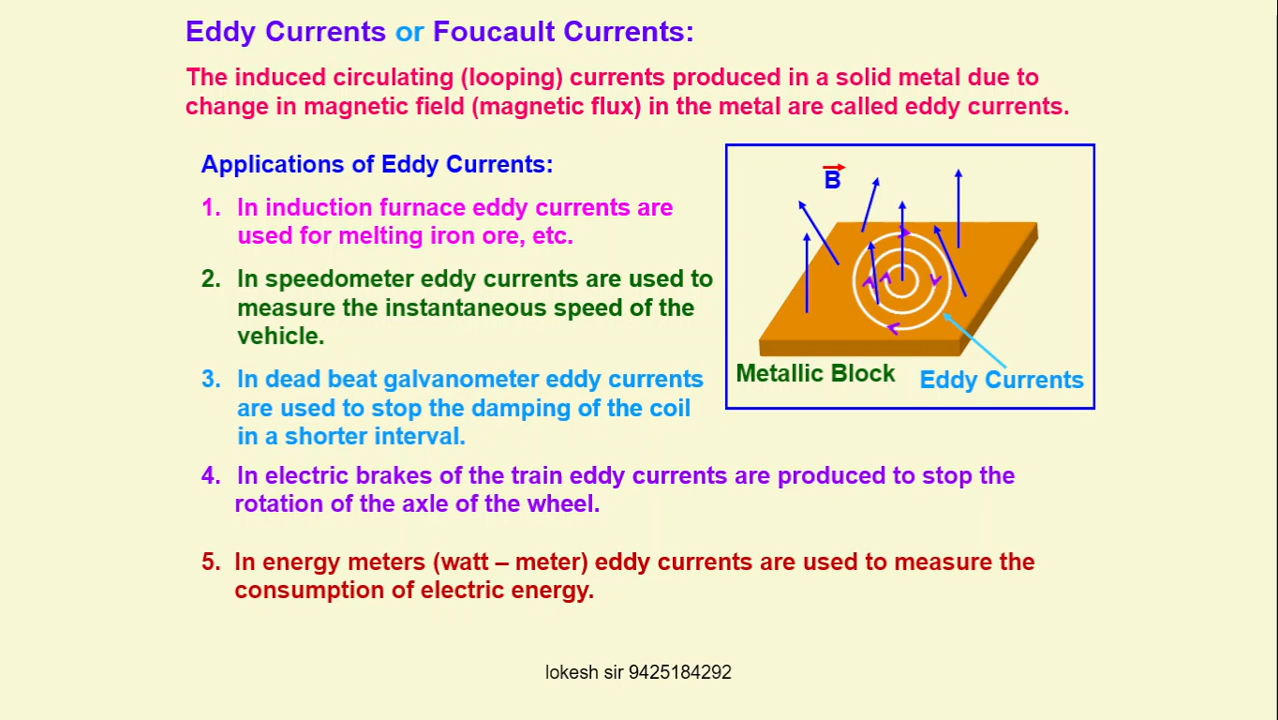 Eddy Currents or Foucault Currents:
The induced circulating (looping) currents produced in a solid metal due to
change in magnetic field (magnetic flux) in the metal are called eddy currents.
Applications of Eddy Currents:
1. In induction furnace eddy currents are
used for melting iron ore, etc.
2. In speedometer eddy currents are used to
measure the instantaneous speed of the
vehicle.
3. In dead beat galvanometer eddy currents
are used to stop the damping of the coil
in a shorter interval.
4. In electric brakes of the train eddy currents are produced to stop the
rotation of the axle of the wheel.
5. In energy meters (watt – meter) eddy currents are used to measure the
consumption of electric energy.
B
Metallic Block
Eddy Currents
lokesh sir 9425184292